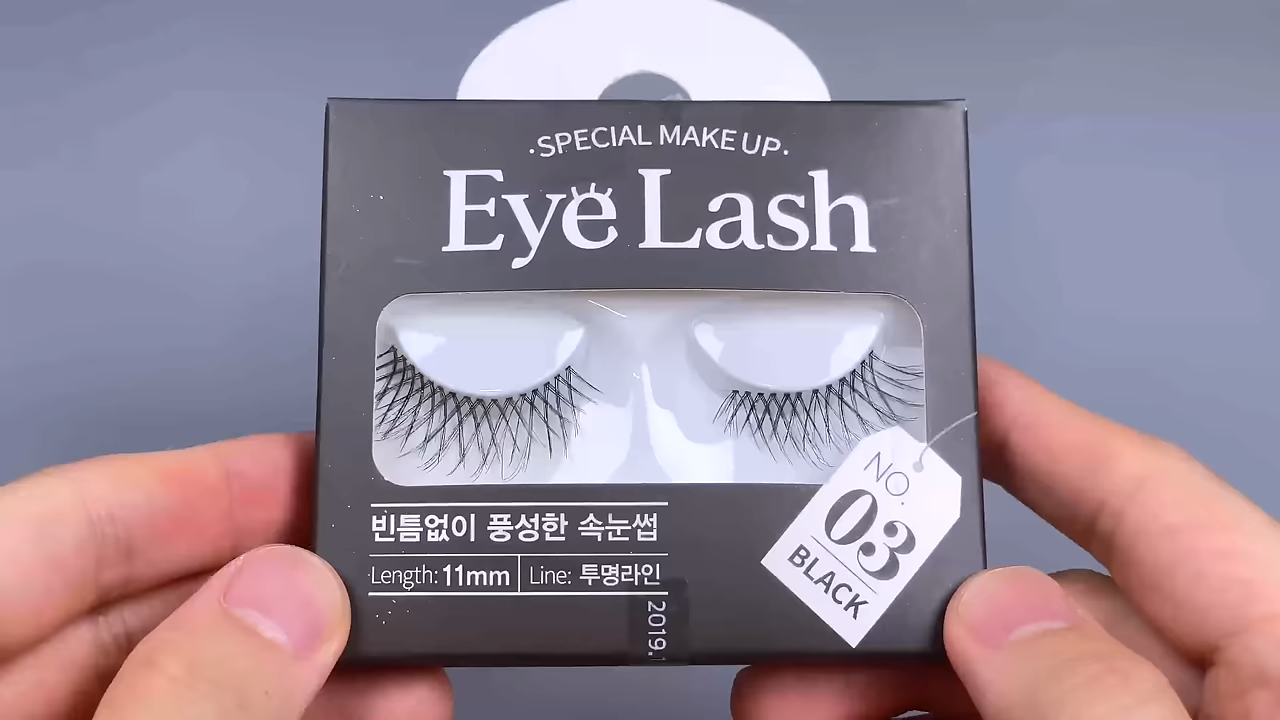 ·SPECIAL MAKE UP·
Eye Lash
빈틈없이 풍성한 속눈썹
Length: 11mm Line: 투명라인
NO.
03
BLACK
2019.